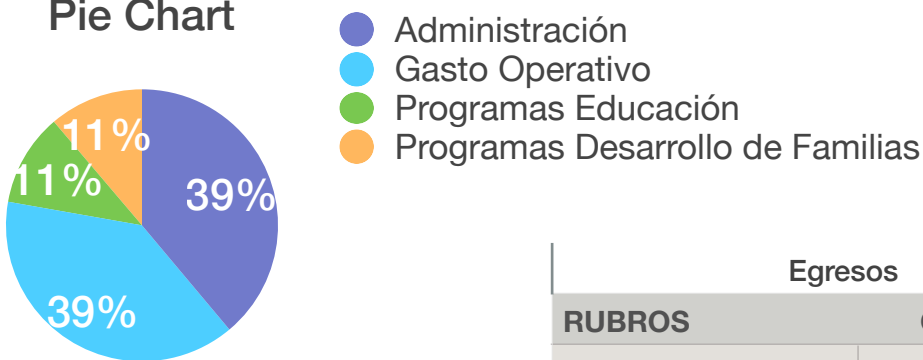 Pie Chart
Administración
Gasto Operativo
Programas Educación
Programas Desarrollo de Familias
11%
11%
39%
39%
Egresos
RUBROS